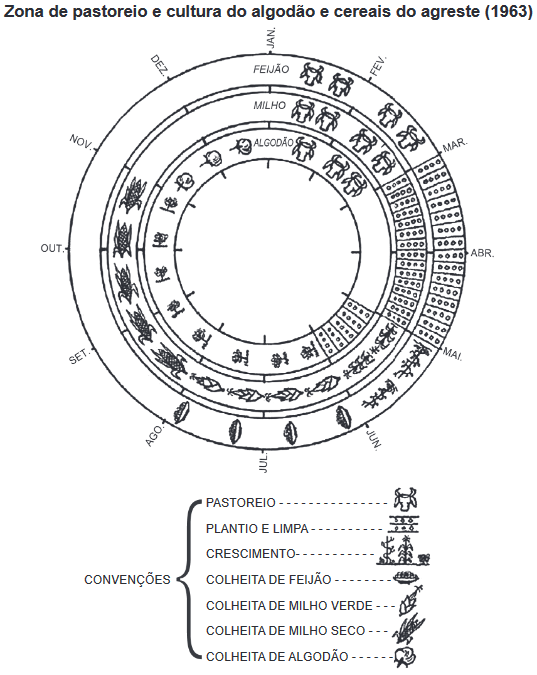 Zona de pastoreio e cultura do algodão e cereais do agreste (1963)
JAN.
FEV.
MAR.
ABR.
MAI.
JUN.
JUL.
AGO.
SET.
OUT.
NOV.
DEZ.
FEIJÃO
MILHO
ALGODÃO
CONVENÇÕES
PASTOREIO
PLANTIO E LIMPA
CRESCIMENTO
COLHEITA DE FEIJÃO
COLHEITA DE MILHO VERDE
COLHEITA DE MILHO SECO
COLHEITA DE ALGODÃO